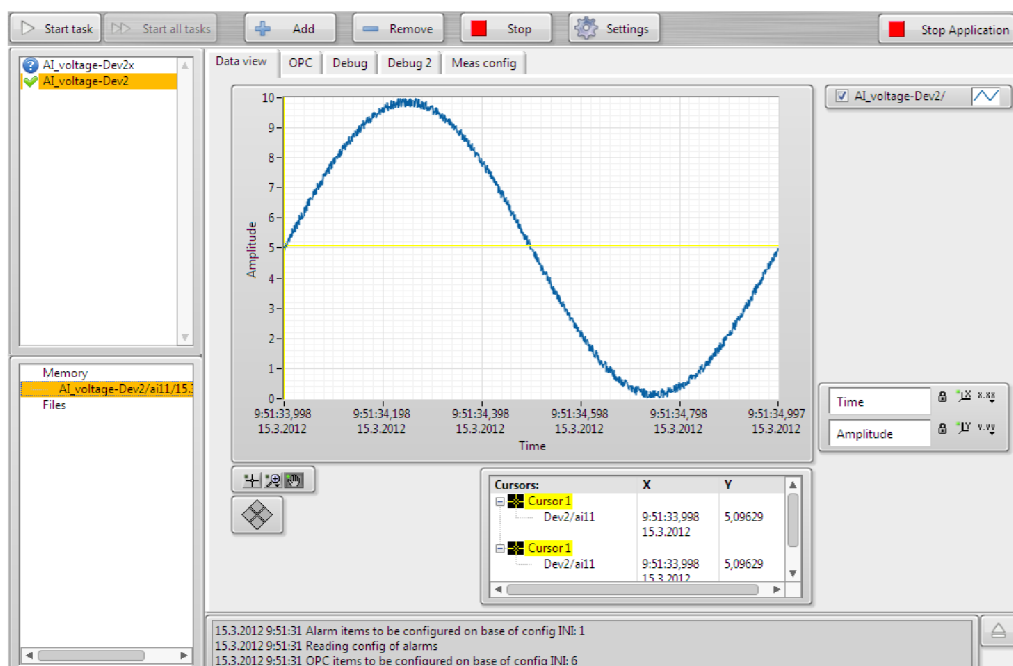 Start task Start all tasks Add Remove Stop Settings Stop Application
AI_voltage-Dev2x
AI_voltage-Dev2
Data view OPC Debug Debug 2 Meas config
AI_voltage-Dev2/
10
9
8
7
6
5
4
3
2
1
0
Amplitude
9:51:33,998 9:51:34,198 9:51:34,398 9:51:34,598 9:51:34,798 9:51:34,997
15.3.2012 15.3.2012 15.3.2012 15.3.2012 15.3.2012 15.3.2012
Time
Memory
AI_voltage-Dev2/ai11/15.
Files
Time
Amplitude
Cursors: X Y
Cursor 1
Dev2/ai11 9:51:33,998 5,09629
15.3.2012
Cursor 1
Dev2/ai11 9:51:33,998 5,09629
15.3.2012
15.3.2012 9:51:31 Alarm items to be configured on base of config INI: 1
15.3.2012 9:51:31 Reading config of alarms
15.3.2012 9:51:31 OPC items to be configured on base of config INI: 6